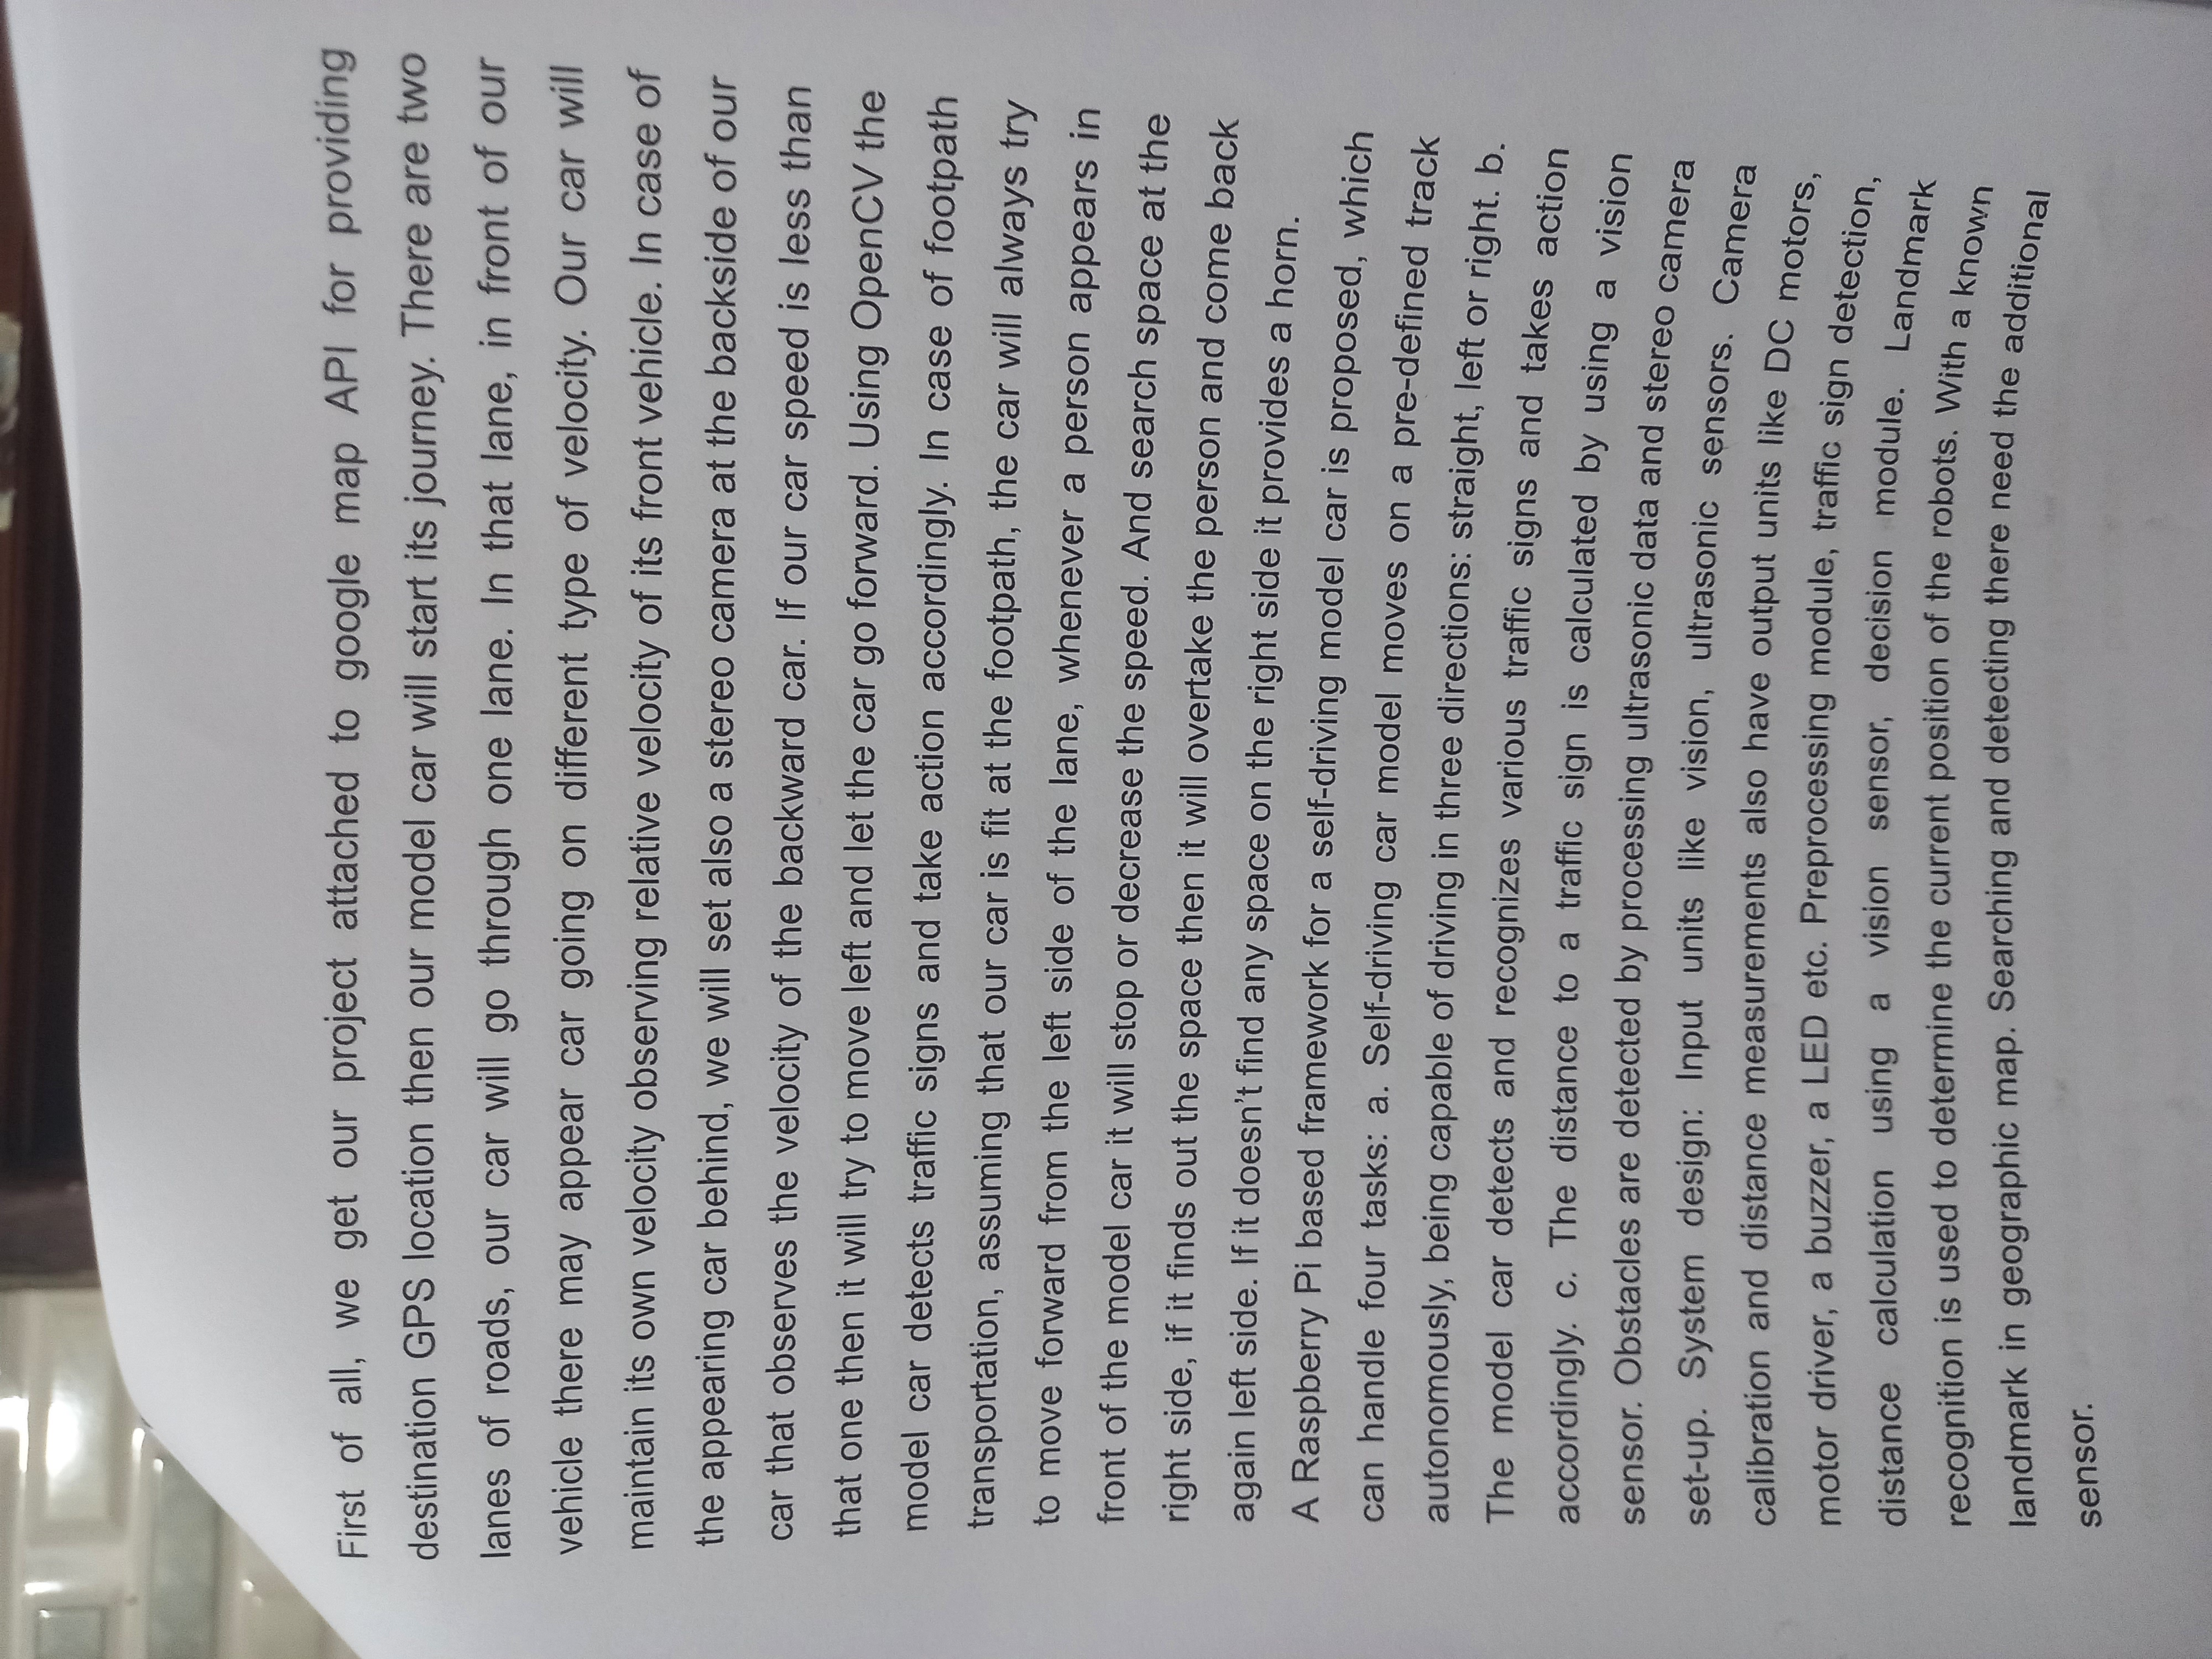 First of all, we get our project attached to google map API for providing
destination GPS location then our model car will start its journey. There are two
lanes of roads, our car will go through one lane. In that lane, in front of our
vehicle there may appear car going on different type of velocity. Our car will
maintain its own velocity observing relative velocity of its front vehicle. In case of
the appearing car behind, we will set also a stereo camera at the backside of our
car that observes the velocity of the backward car. If our car speed is less than
that one then it will try to move left and let the car go forward. Using OpenCV the
model car detects traffic signs and take action accordingly. In case of footpath
transportation, assuming that our car is fit at the footpath, the car will always try
to move forward from the left side of the lane, whenever a person appears in
front of the model car it will stop or decrease the speed. And search space at the
right side, if it finds out the space then it will overtake the person and come back
again left side. If it doesn’t find any space on the right side it provides a horn.
A Raspberry Pi based framework for a self-driving model car is proposed, which
can handle four tasks: a. Self-driving car model moves on a pre-defined track
autonomously, being capable of driving in three directions: straight, left or right. b.
The model car detects and recognizes various traffic signs and takes action
accordingly. c. The distance to a traffic sign is calculated by using a vision
sensor. Obstacles are detected by processing ultrasonic data and stereo camera
set-up. System design: Input units like vision, ultrasonic sensors. Camera
calibration and distance measurements also have output units like DC motors,
motor driver, a buzzer, a LED etc. Preprocessing module, traffic sign detection,
distance calculation using a vision sensor, decision module. Landmark
recognition is used to determine the current position of the robots. With a known
landmark in geographic map. Searching and detecting there need the additional
sensor.